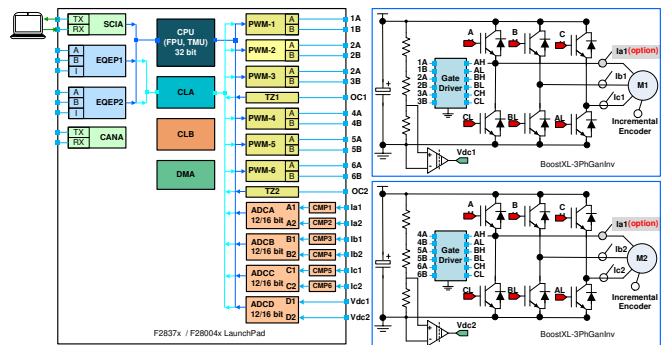 TX
RX
SCIA
A
B
I
EQEP1
A
B
I
EQEP2
TX
RX
CANA
CPU
(FPU, TMU)
32 bit
CLA
CLB
DMA
PWM-1
A
B
1A
1B
PWM-2
A
B
2A
2B
PWM-3
A
B
2A
3B
TZ1
OC1
PWM-4
A
B
4A
4B
PWM-5
A
B
5A
5B
PWM-6
A
B
6A
6B
TZ2
OC2
ADCA
12/16 bit
A1
A2
CMP1
CMP2
Ia1
Ia2
ADCB
12/16 bit
B1
B2
CMP3
CMP4
Ib1
Ib2
ADCC
12/16 bit
C1
C2
CMP5
CMP6
Ic1
Ic2
ADCD
12/16 bit
D1
D2
Vdc1
Vdc2
F2837x / F28004x LaunchPad
1A
1B
2A
2B
3A
3B
Gate
Driver
AH
AL
BH
BL
CH
CL
A
B
C
CL
BL
AL
Ia1(option)
Ib1
Ic1
M1
Incremental
Encoder
+
-
Vdc1
BoostXL-3PhGanInv
4A
4B
5A
5B
6A
6B
Gate
Driver
AH
AL
BH
BL
CH
CL
A
B
C
CL
BL
AL
Ia1(option)
Ib2
Ic2
M2
Incremental
Encoder
+
-
Vdc2
BoostXL-3PhGanInv